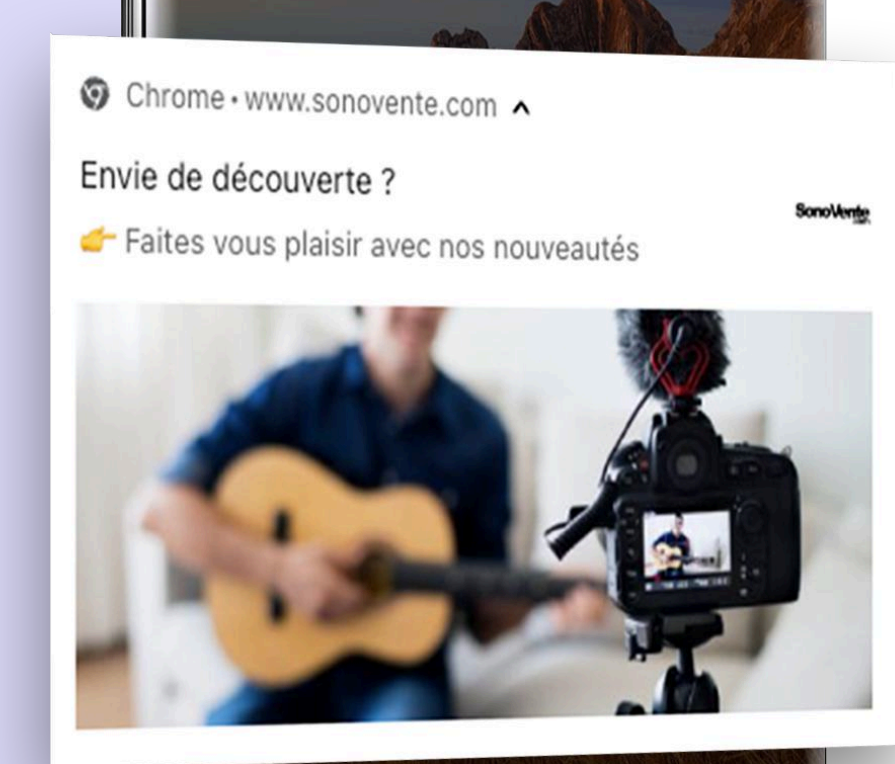 Chrome • www.sonovente.com
Envie de découverte ?
SonoVente
👉 Faites vous plaisir avec nos nouveautés